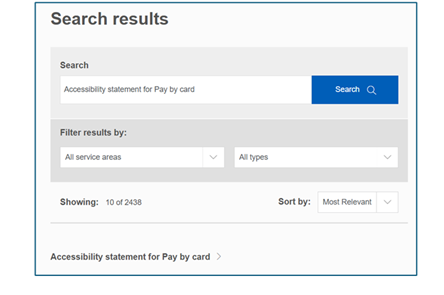 Search results
Search
Accessibility statement for Pay by card
Search
Filter results by:
All service areas
All types
Showing: 10 of 2438
Sort by: Most Relevant
Accessibility statement for Pay by card